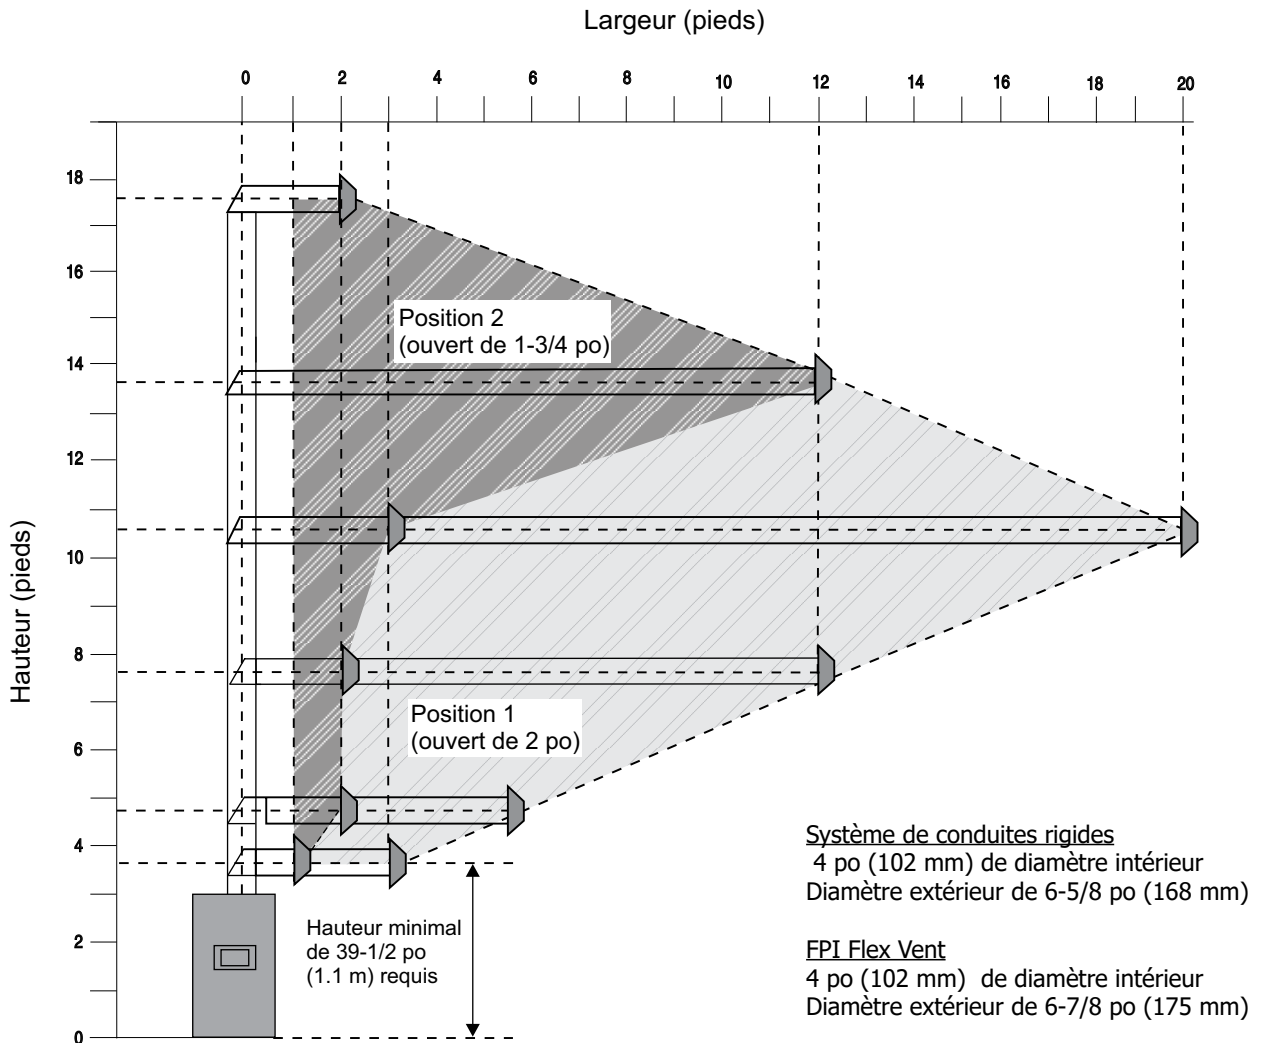 Largeur (pieds)
0 2 4 6 8 10 12 14 16 18 20
18
16
14
12
10
8
6
4
2
0
Hauteur (pieds)
Position 2
(ouvert de 1-3/4 po)
Position 1
(ouvert de 2 po)
Hauteur minimal
de 39-1/2 po
(1.1 m) requis
Système de conduites rigides
4 po (102 mm) de diamètre intérieur
Diamètre extérieur de 6-5/8 po (168 mm)
FPI Flex Vent
4 po (102 mm) de diamètre intérieur
Diamètre extérieur de 6-7/8 po (175 mm)